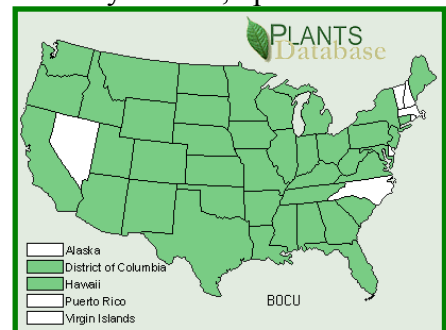 PLANTS
Database
Alaska
District of Columbia
Hawaii
Puerto Rico
Virgin Islands
BOCU